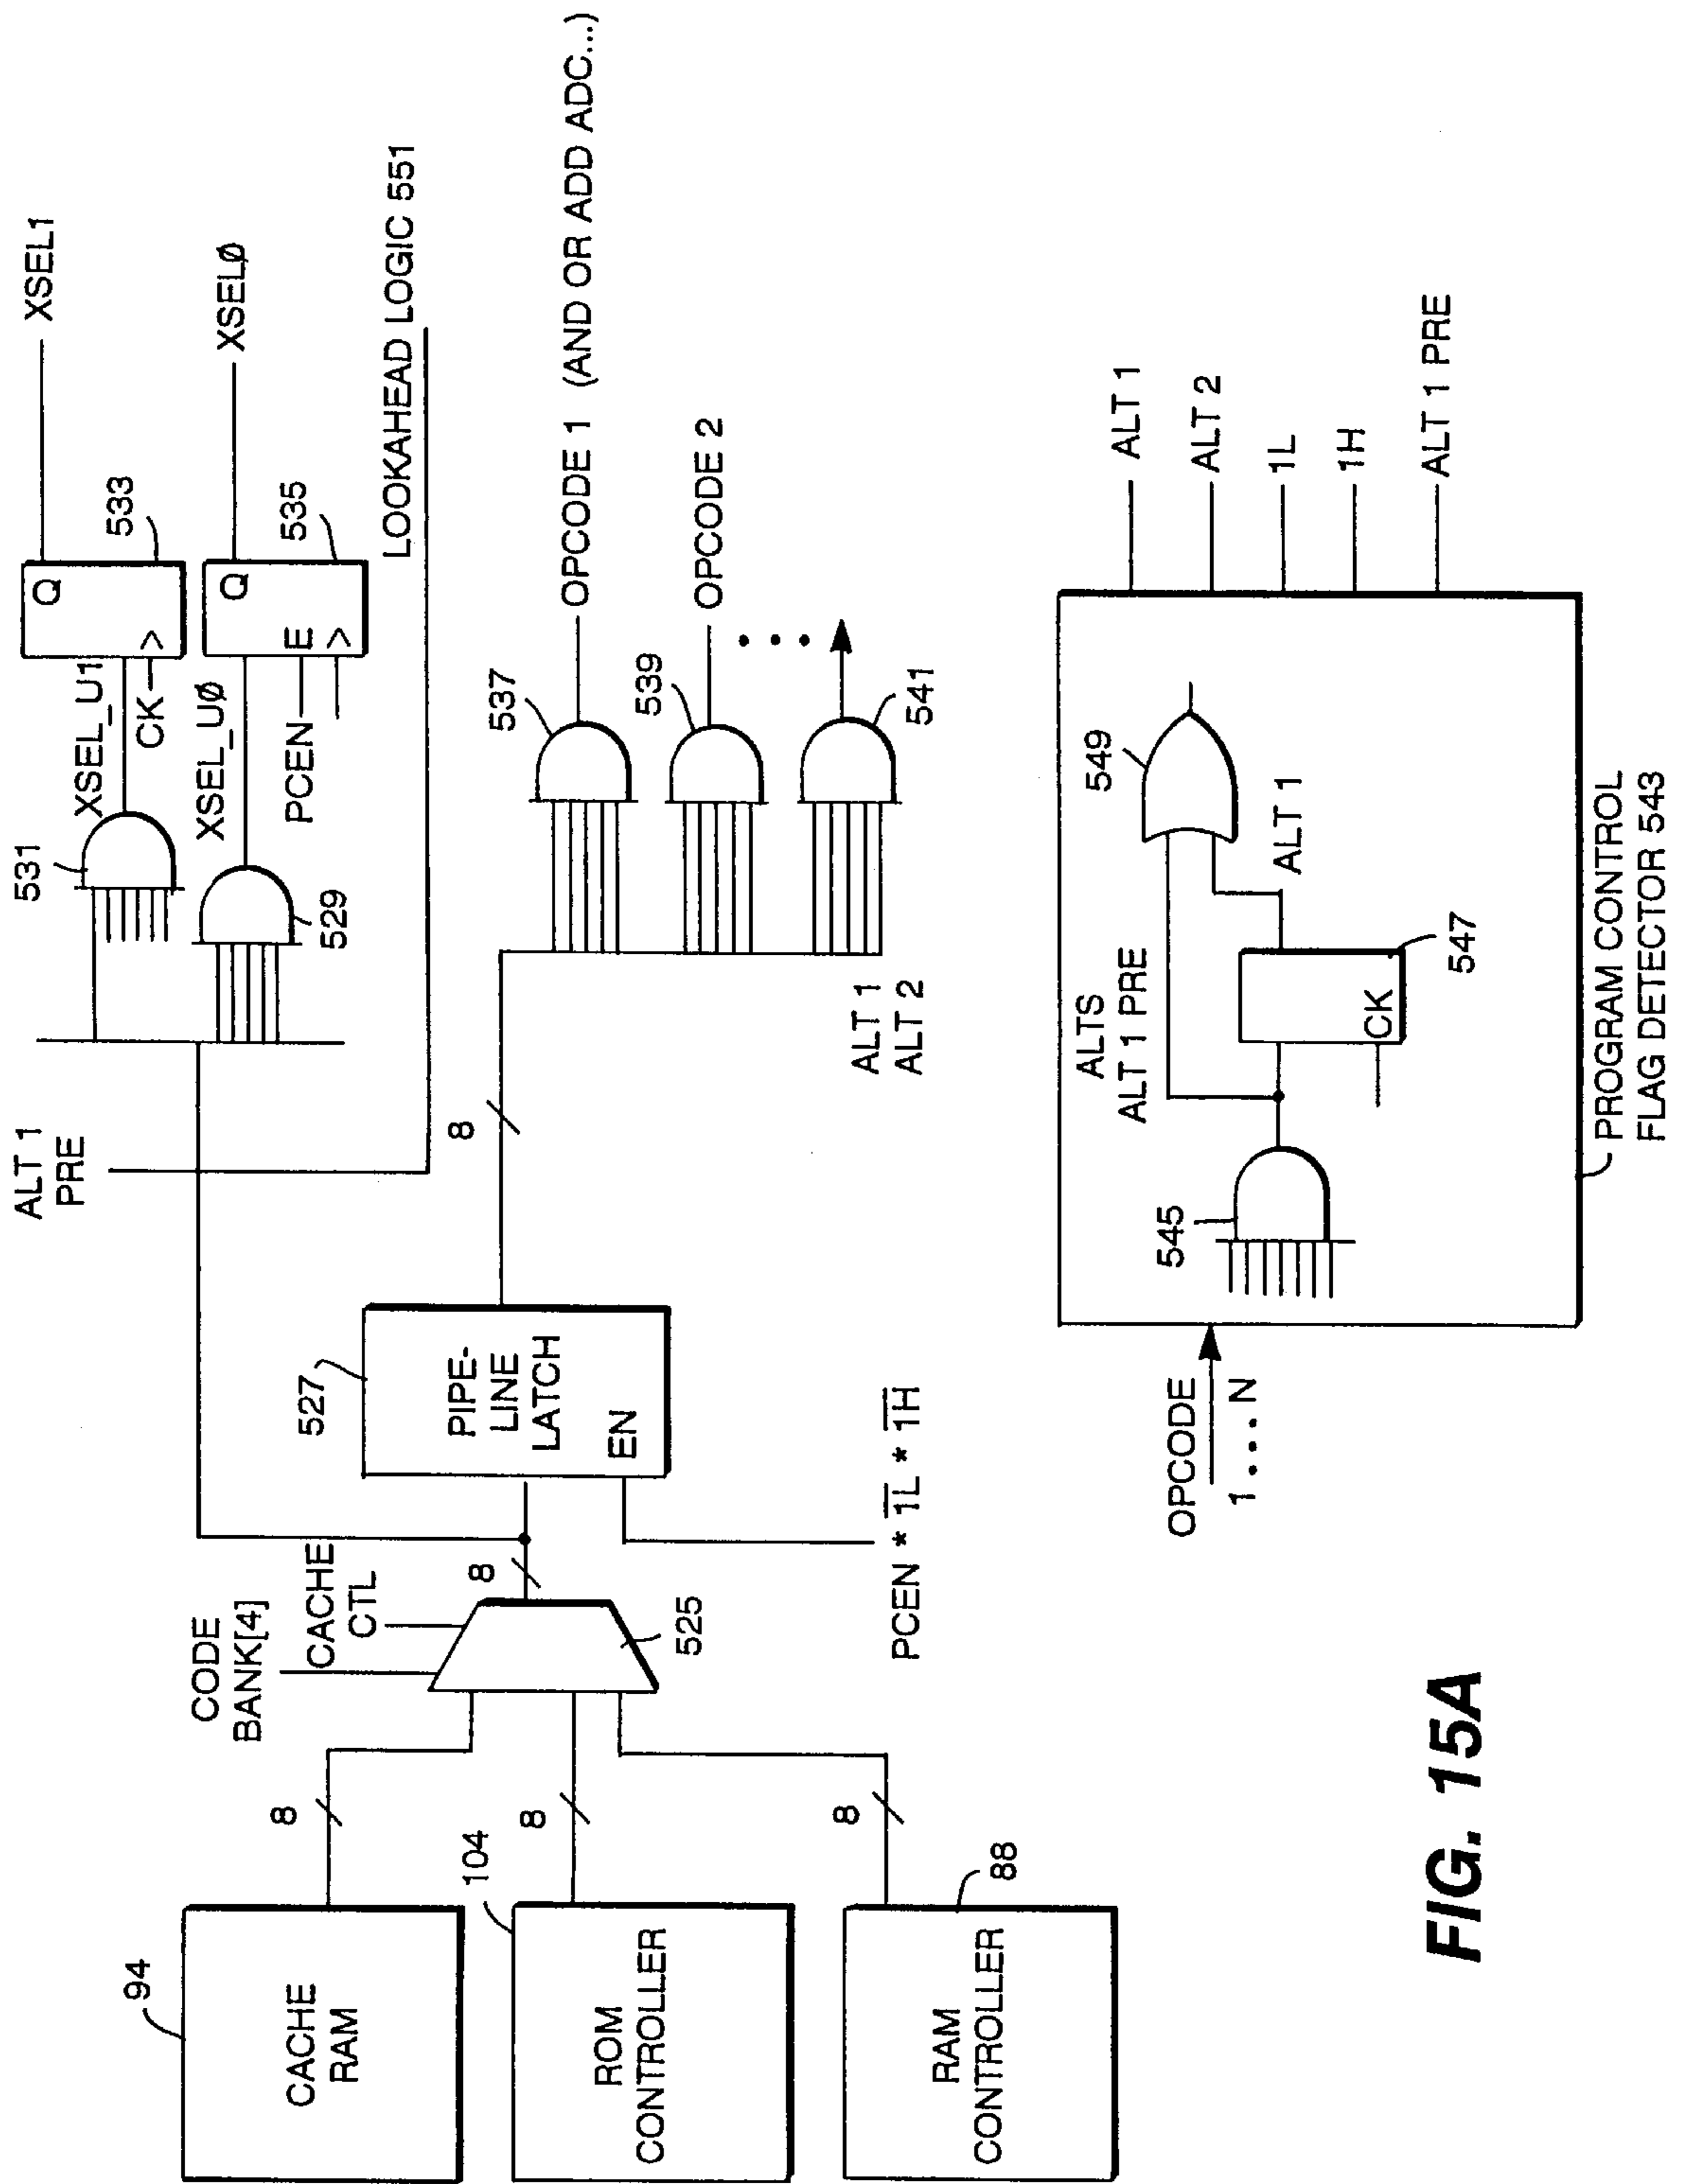 94
CACHE
RAM
104
ROM
CONTROLLER
88
RAM
CONTROLLER
8
8
8
CODE
BANK[4]
CACHE
CTL
525
8
527
PIPE-
LINE
LATCH
EN
PCEN * 1L * 1H
ALT 1
PRE
8
531
529
XSEL_U1
CK
XSEL_UØ
PCEN
Q
533
Q
E
535
XSEL1
XSELØ
LOOKAHEAD LOGIC 551
537
539
541
ALT 1
ALT 2
OPCODE 1 (AND OR ADD ADC...)
OPCODE 2
OPCODE
1...N
545
ALTS
ALT 1 PRE
CK
547
549
ALT 1
ALT 1
ALT 2
1L
1H
ALT 1 PRE
PROGRAM CONTROL
FLAG DETECTOR 543
FIG. 15A